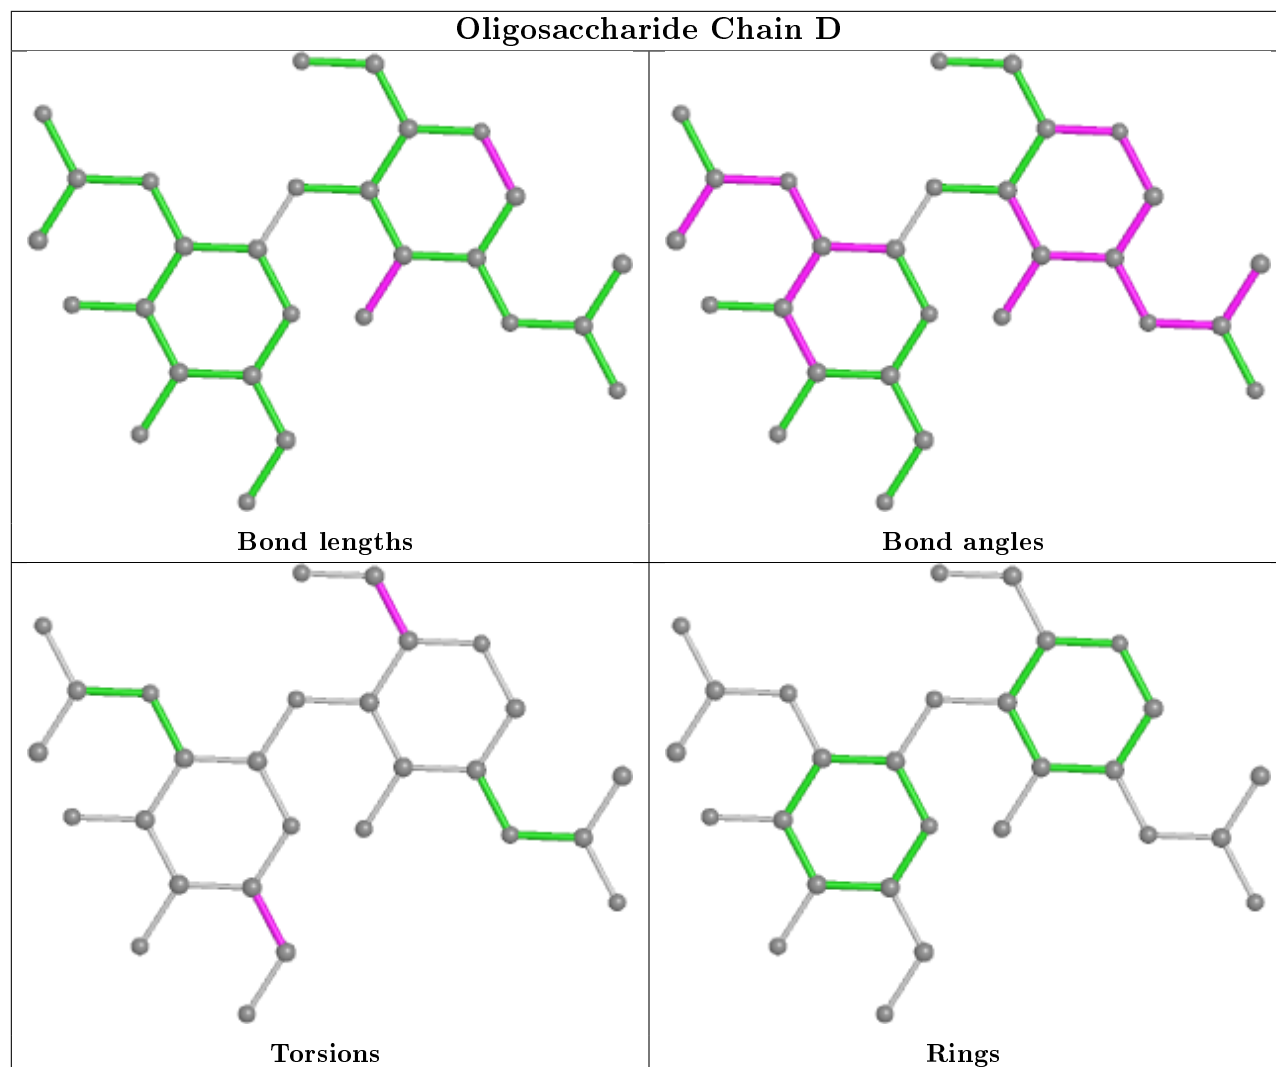 Oligosaccharide Chain D
Bond lengths
Bond angles
Torsions
Rings